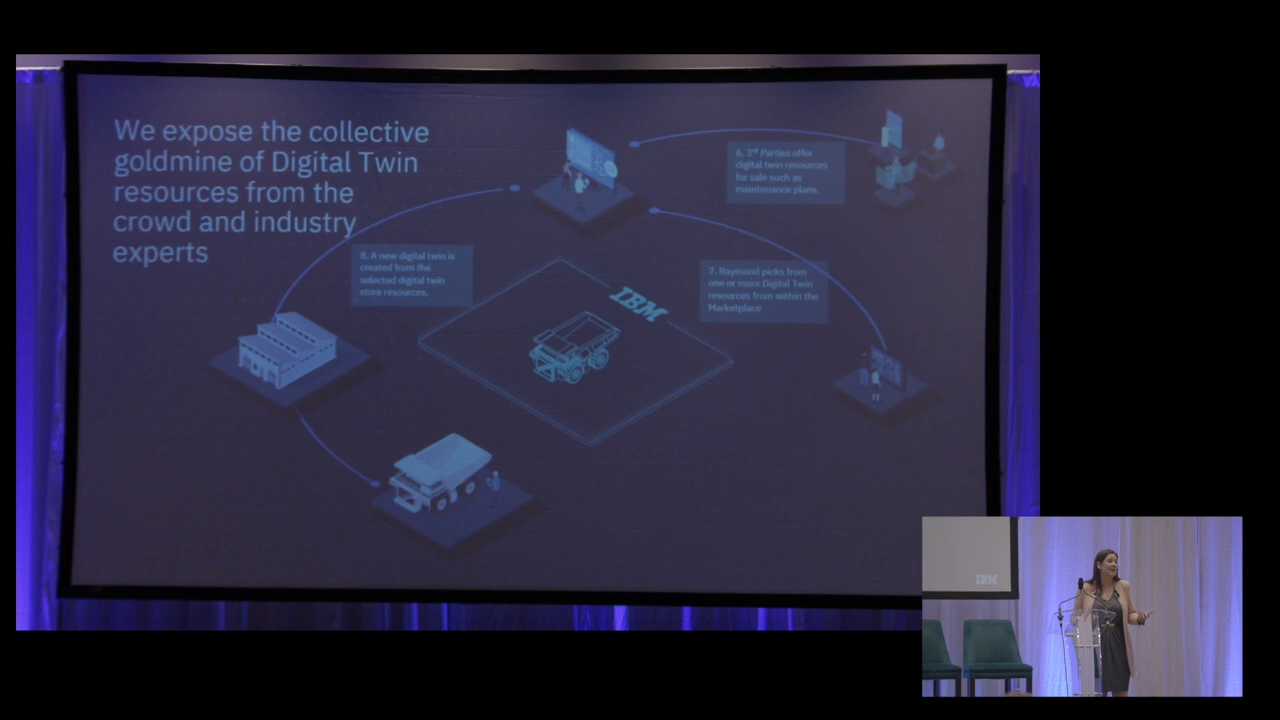 We expose the collective
goldmine of Digital Twin
resources from the
crowd and industry
experts
6. 3rd Parties offer
digital twin resources
for sale such as
maintenance plans.
8. A new digital twin is
created from the
selected digital twin
store resources.
7. Raymond picks from
one or more Digital Twin
resources from within the
Marketplace
IBM
IBM